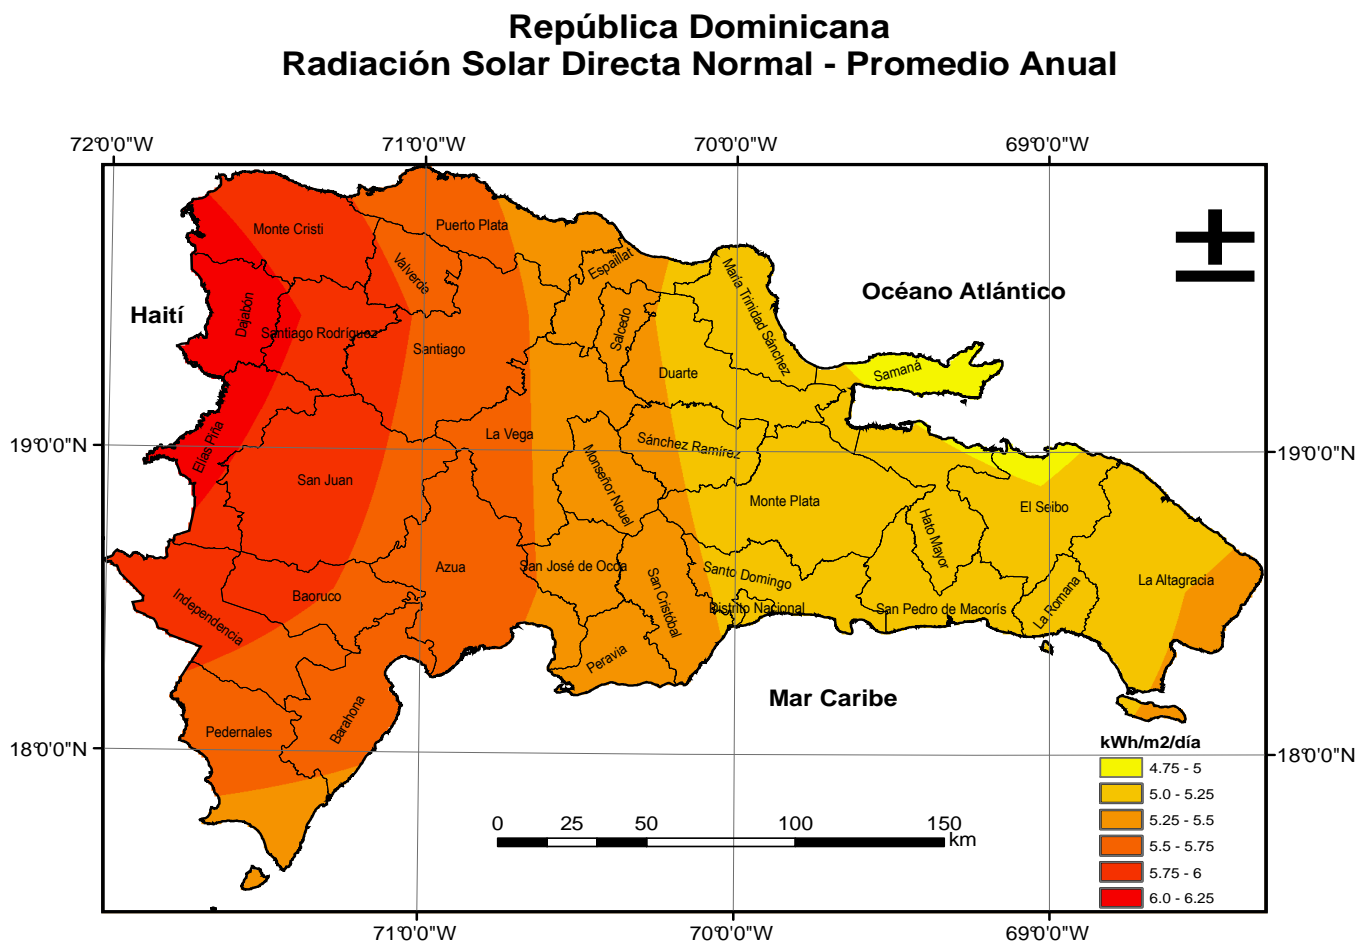 República Dominicana
Radiación Solar Directa Normal - Promedio Anual
72°0'0"W
71°0'0"W
70°0'0"W
69°0'0"W
Monte Cristi
Puerto Plata
Valverde
Espaillat
María Trinidad Sánchez
Océano Atlántico
Haití
Dajabón
Santiago Rodríguez
Santiago
Salcedo
Duarte
Samaná
19°0'0"N
Elías Piña
La Vega
Sánchez Ramírez
19°0'0"N
San Juan
Monseñor Nouel
Monte Plata
El Seibo
Hato Mayor
Azua
San José de Ocoa
Santo Domingo
La Altagracia
Independencia
Baoruco
San Cristóbal
Distrito Nacional
San Pedro de Macorís
La Romana
Peravia
Mar Caribe
Pedernales
Barahona
18°0'0"N
18°0'0"N
kWh/m2/día
4.75 - 5
5.0 - 5.25
5.25 - 5.5
5.5 - 5.75
5.75 - 6
6.0 - 6.25
0 25 50 100 150
km
71°0'0"W
70°0'0"W
69°0'0"W